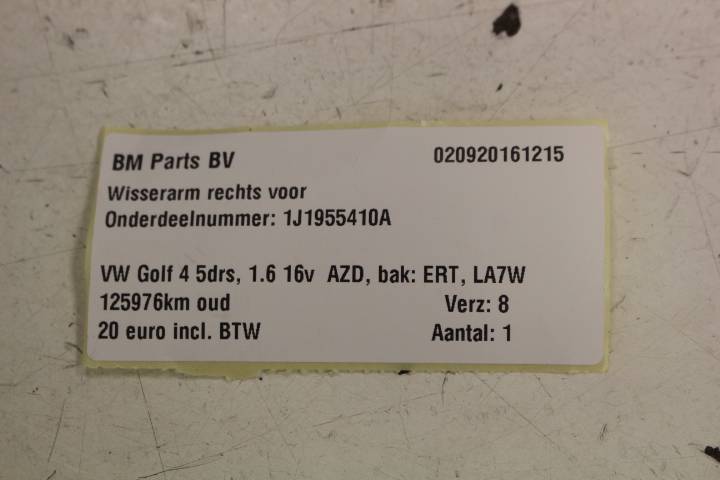 BM Parts BV 020920161215
Wisserarm rechts voor
Onderdeelnummer: 1J1955410A
VW Golf 4 5drs, 1.6 16v AZD, bak: ERT, LA7W
125976km oud Verz: 8
20 euro incl. BTW Aantal: 1